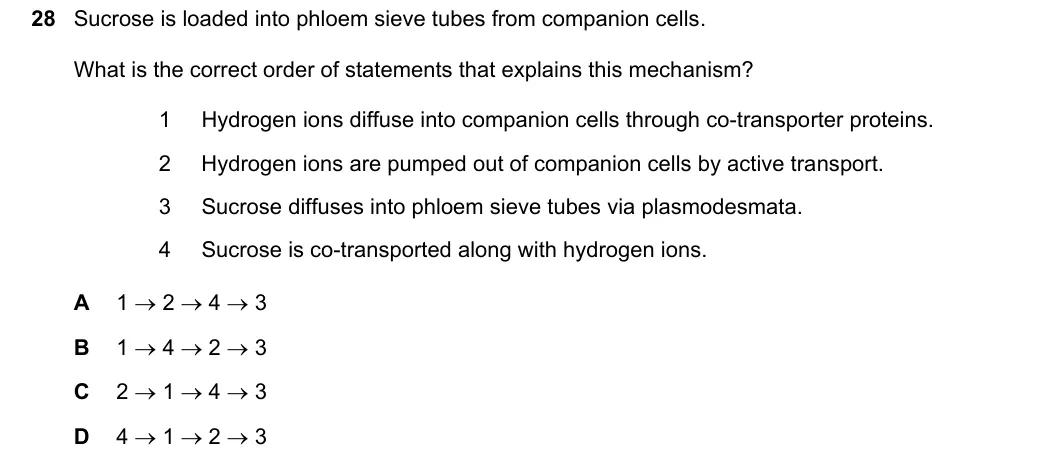 28 Sucrose is loaded into phloem sieve tubes from companion cells.
What is the correct order of statements that explains this mechanism?
1 Hydrogen ions diffuse into companion cells through co-transporter proteins.
2 Hydrogen ions are pumped out of companion cells by active transport.
3 Sucrose diffuses into phloem sieve tubes via plasmodesmata.
4 Sucrose is co-transported along with hydrogen ions.
A 1 → 2 → 4 → 3
B 1 → 4 → 2 → 3
C 2 → 1 → 4 → 3
D 4 → 1 → 2 → 3